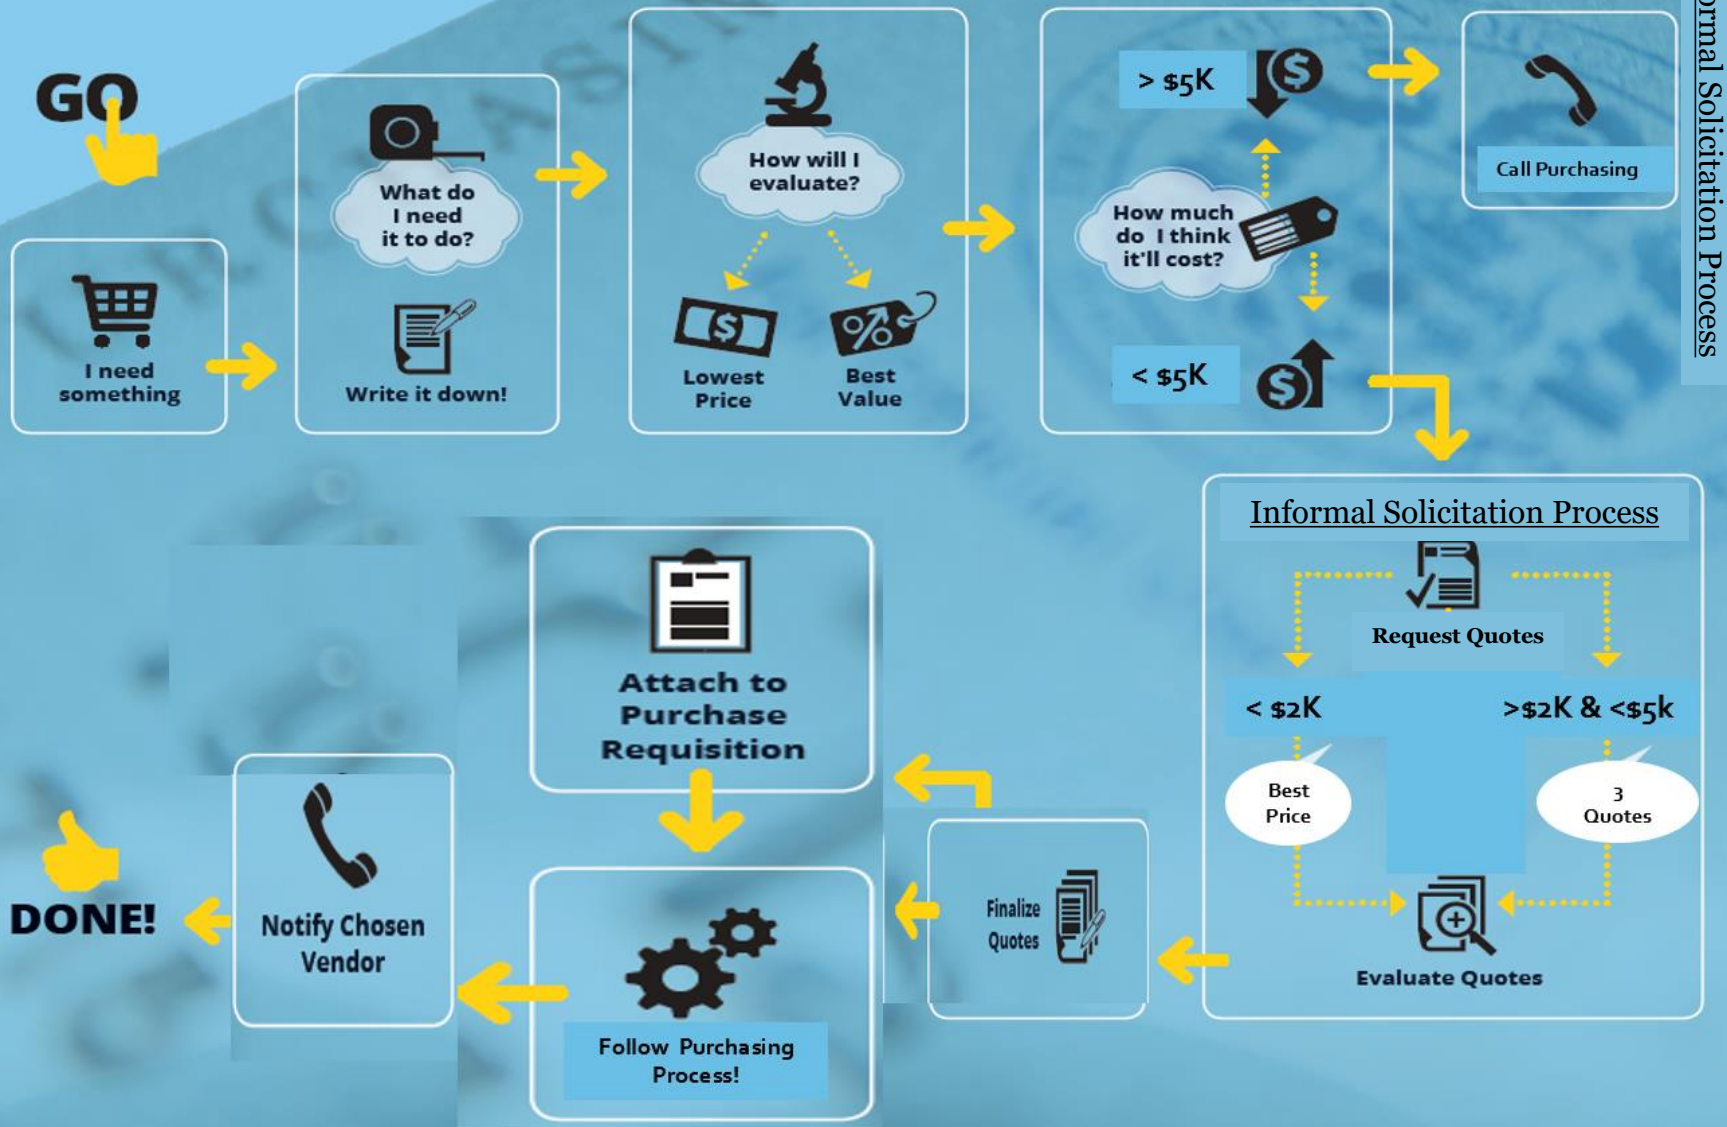 GO
I need
something
What do
I need
it to do?
Write it down!
How will I
evaluate?
Lowest
Price
Best
Value
> $5K
How much
do I think
it'll cost?
< $5K
Call Purchasing
Solicitation Process
Informal Solicitation Process
Request Quotes
< $2K
>$2K & <$5k
Best
Price
3
Quotes
Evaluate Quotes
Finalize
Quotes
Attach to
Purchase
Requisition
Follow Purchasing
Process!
Notify Chosen
Vendor
DONE!